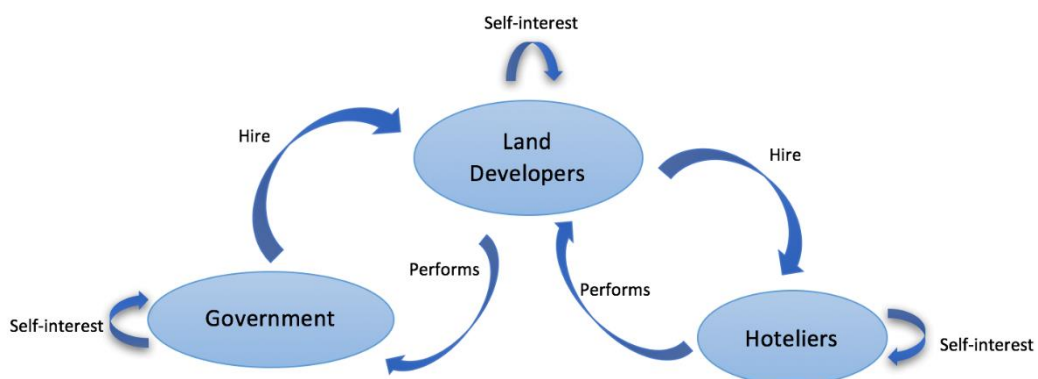 Self-interest
Hire
Land
Developers
Hire
Performs
Performs
Self-interest
Government
Hoteliers
Self-interest